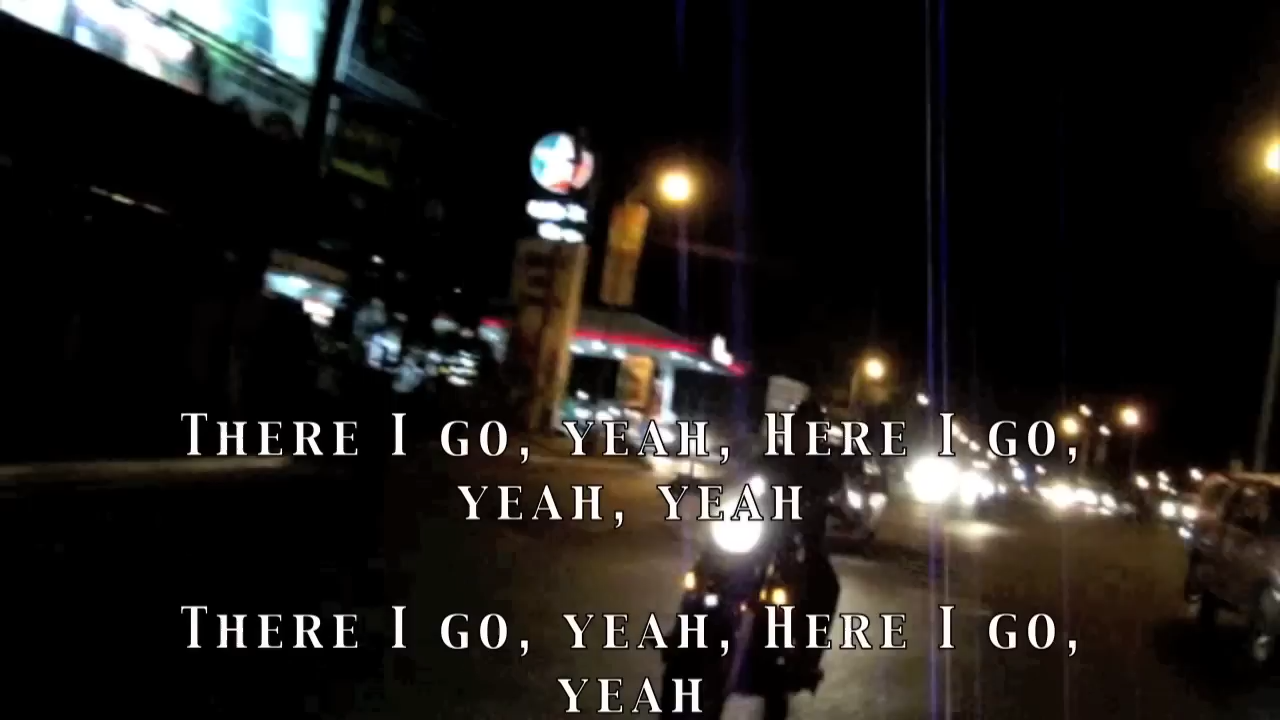 There I go, yeah, Here I go,
yeah, yeah
There I go, yeah, Here I go,
yeah